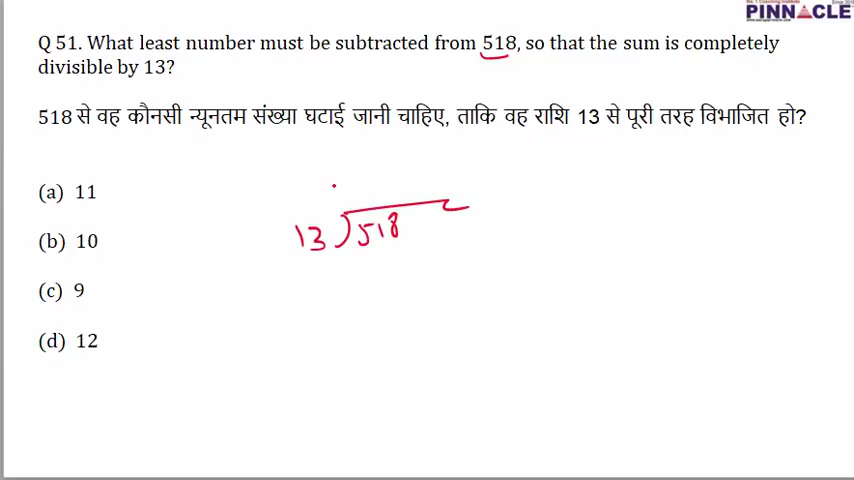 PINNACLE
Q 51. What least number must be subtracted from 518, so that the sum is completely
divisible by 13?
518 से वह कौनसी न्यूनतम संख्या घटाई जानी चाहिए, ताकि वह राशि 13 से पूरी तरह विभाजित हो?
(a) 11
13 518
(b) 10
(c) 9
(d) 12